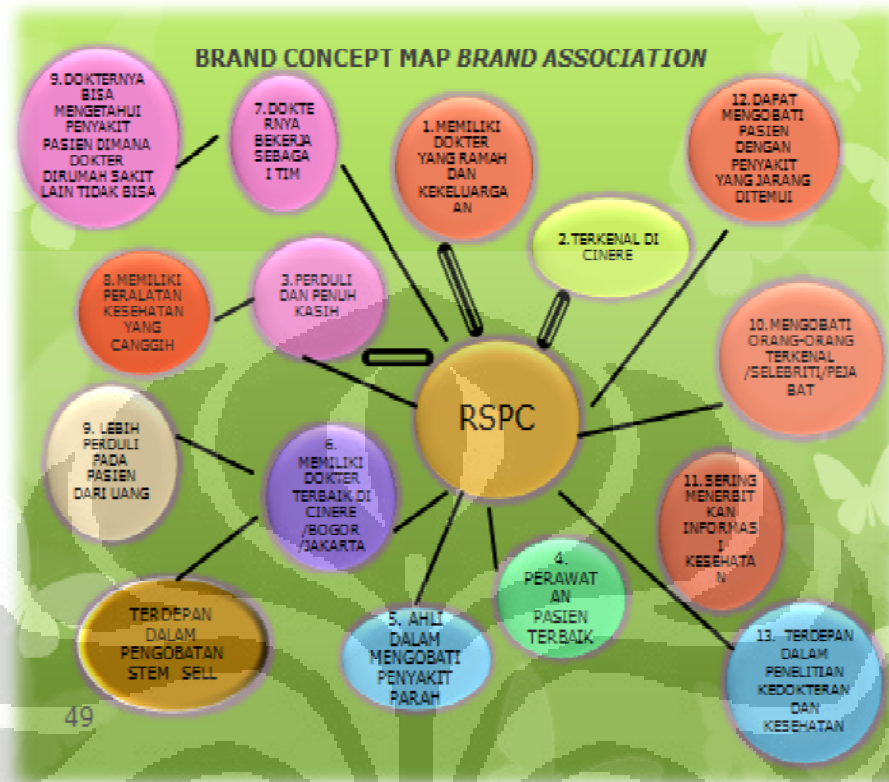 BRAND CONCEPT MAP BRAND ASSOCIATION
9.DOKTERNYA
BISA
MENGETAHUI
PENYAKIT
PASIEN DIMANA
DOKTER
DIRUMAH SAKIT
LAIN TIDAK BISA
7.DOKTE
RNYA
BEKERJA
SEBAGA
I TIM
1.MEMILIKI
DOKTER
YANG RAMAH
DAN
KEKELUARGA
AN
12.DAPAT
MENGOBATI
PASIEN
DENGAN
PENYAKIT
YANG JARANG
DITEMUI
2.TERKENAL DI
CINERE
8.MEMILIKI
PERALATAN
KESEHATAN
YANG
CANGGIH
3.PERDULI
DAN PENUH
KASIH
10.MENGOBATI
ORANG-ORANG
TERKENAL
/SELEBRITI/PEJA
BAT
RSPC
9. LEBIH
PERDULI
PADA
PASIEN
DARI UANG
6.
MEMILIKI
DOKTER
TERBAIK DI
CINERE
/BOGOR
/JAKARTA
11.SERING
MENERBIT
KAN
INFORMAS
I
KESEHATA
N
4.
PERAWAT
AN
PASIEN
TERBAIK
TERDEPAN
DALAM
PENGOBATAN
STEM SELL
5. AHLI
DALAM
MENGOBATI
PENYAKIT
PARAH
13. TERDEPAN
DALAM
PENELITIAN
KEDOKTERAN
DAN
KESEHATAN
49